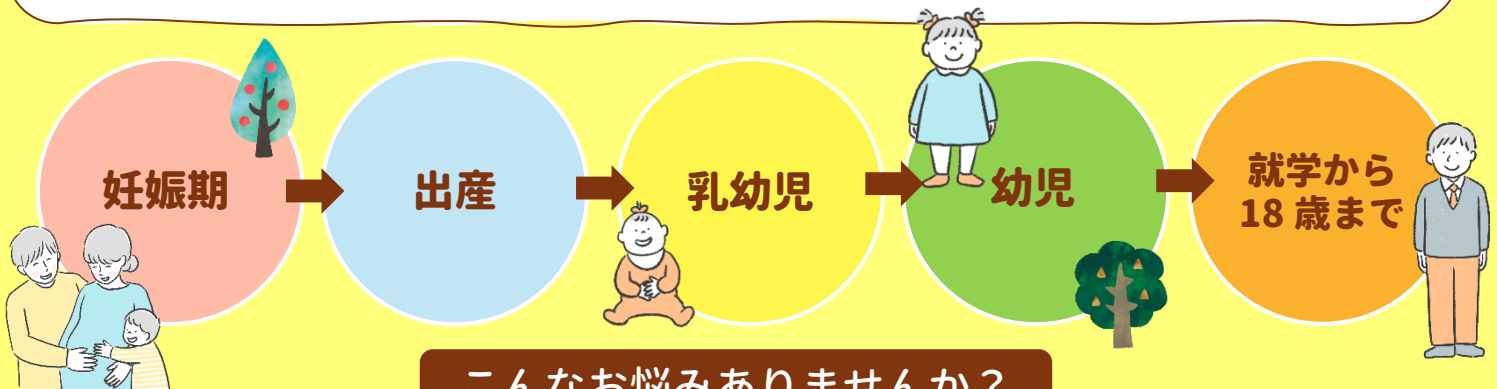 妊娠期
出産
乳幼児
幼児
就学から
18 歳まで
こんなお悩みありませんか？